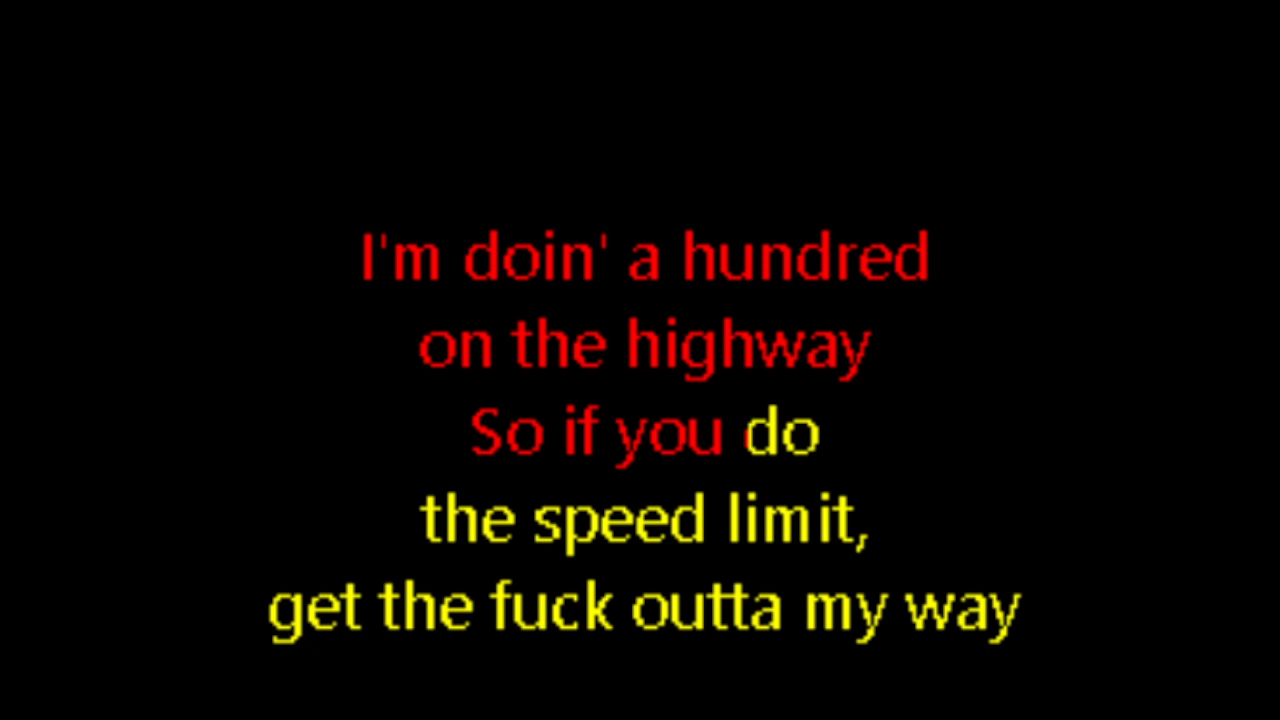 I'm doin' a hundred
on the highway
So if you do
the speed limit,
get the fuck outta my way